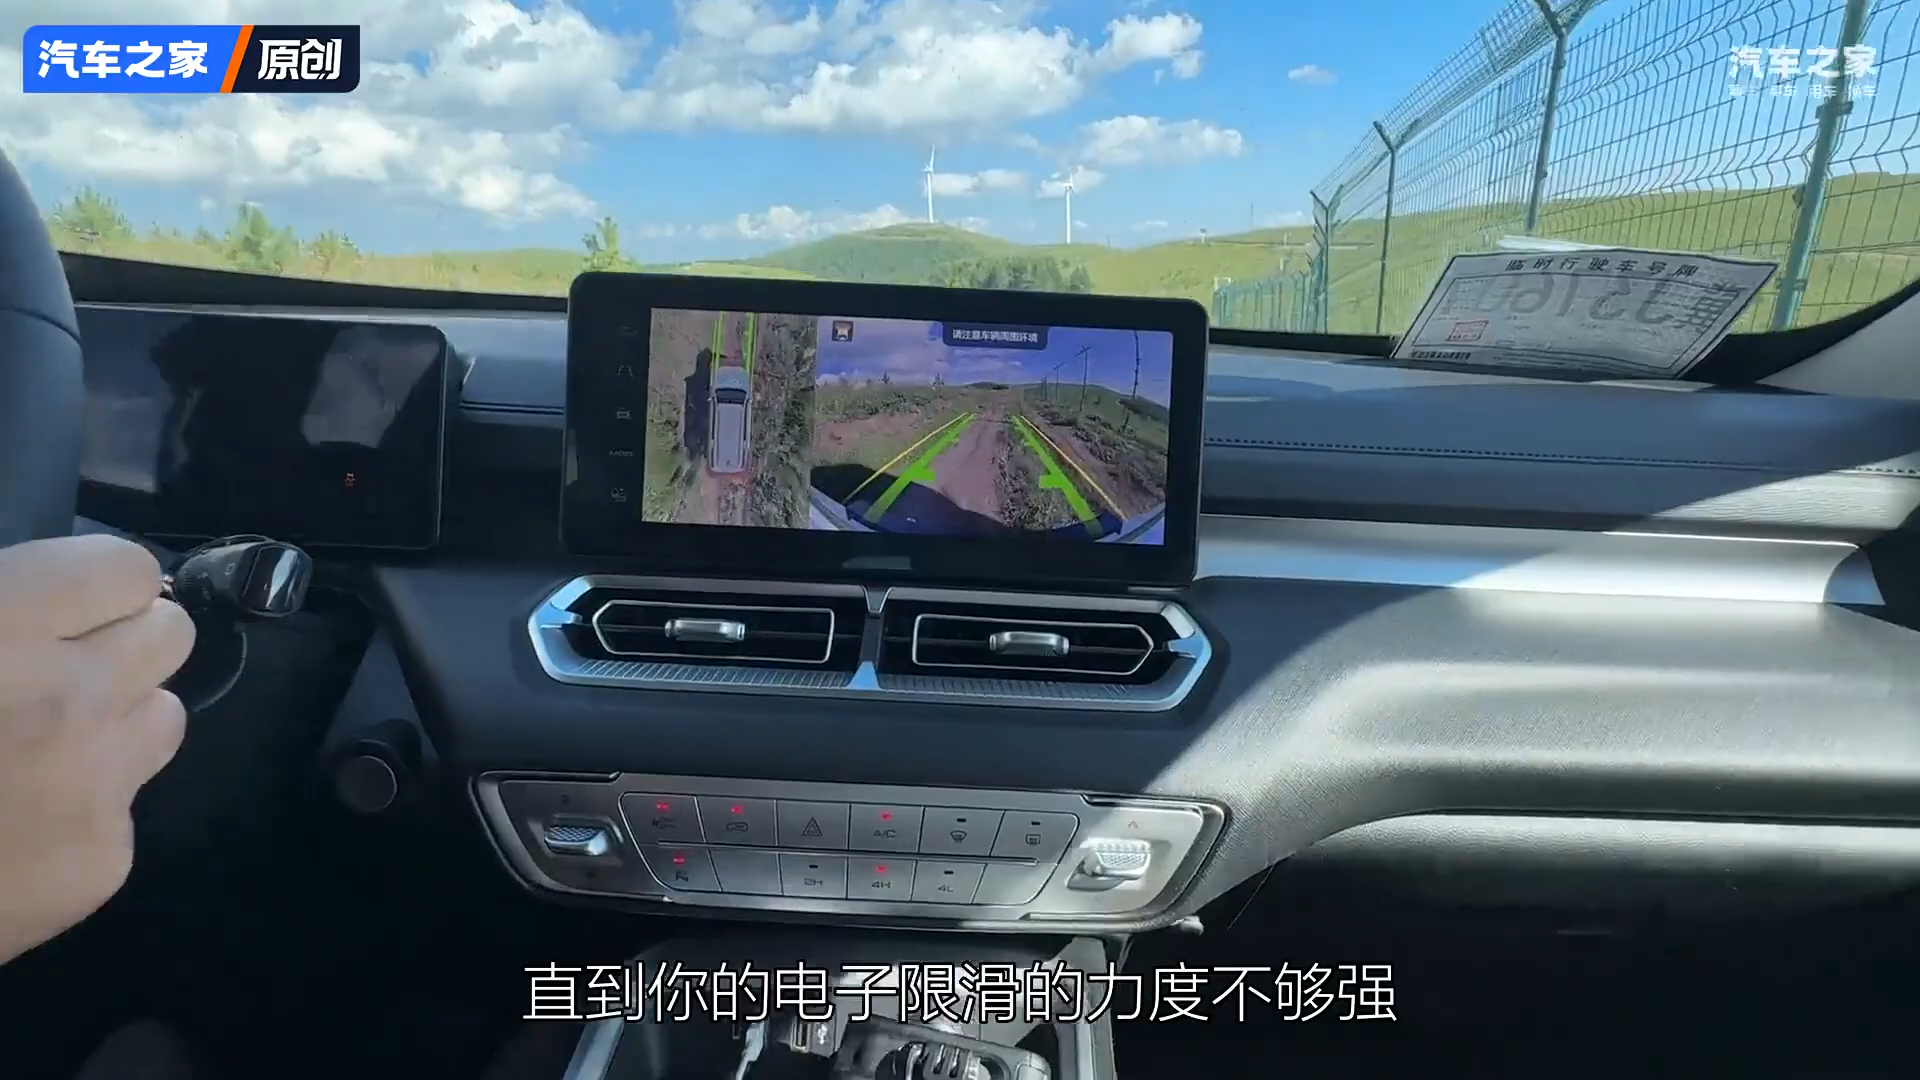 汽车之家 原创
汽车之家
临时行驶车号牌
请注意车辆周围环境
A/C
2H 4H 4L
直到你的电子限滑的力度不够强